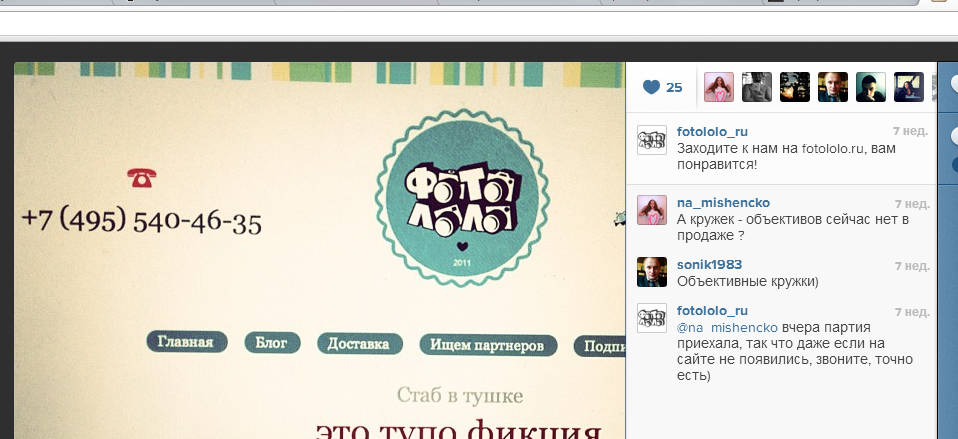 +7 (495) 540-46-35
ФОТО
ЛОЛО
2011
Главная
Блог
Доставка
Ищем партнеров
Стаб в тушке
это тупо фикция
25
fotololo_ru
7 нед.
Заходите к нам на fotololo.ru, вам
понравится!
na_mishencko
7 нед.
А кружек - объективов сейчас нет в
продаже ?
sonik1983
7 нед.
Объективные кружки)
fotololo_ru
7 нед.
@na_mishencko вчера партия
приехала, так что даже если на
сайте не появились, звоните, точно
есть)